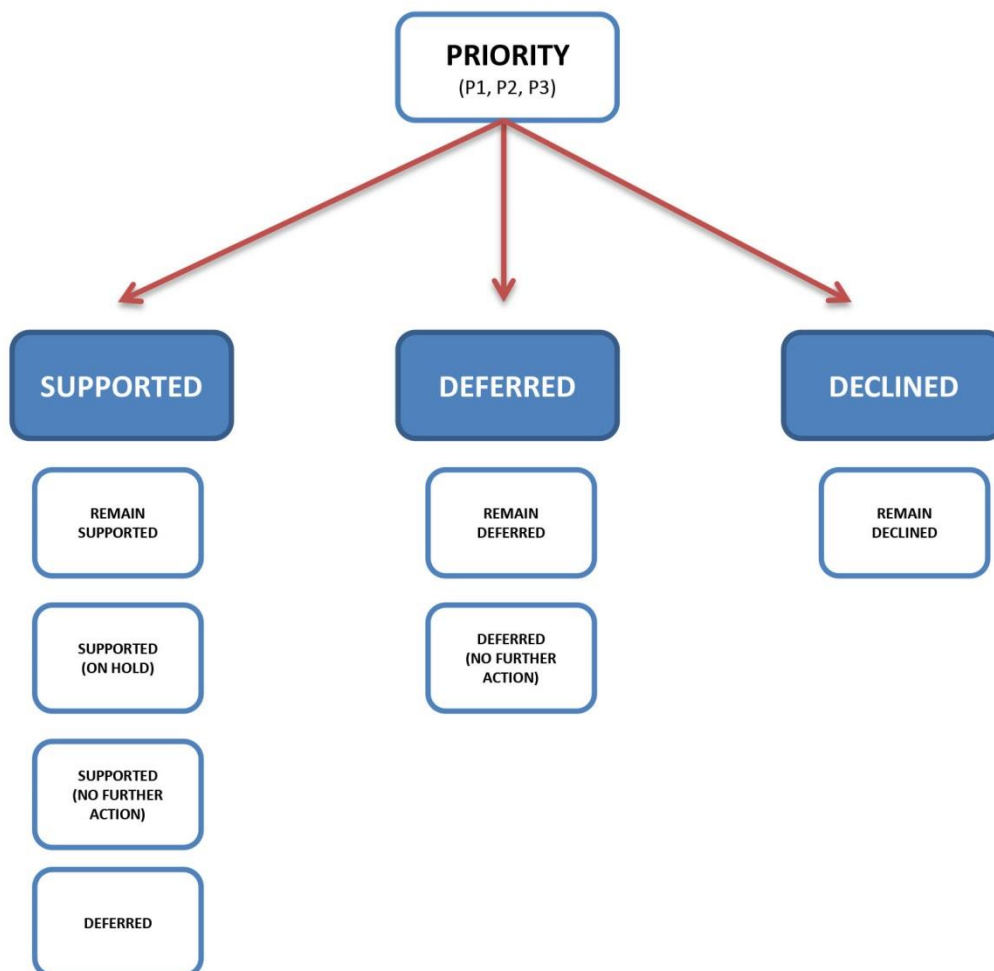 PRIORITY
(P1, P2, P3)
SUPPORTED
DEFERRED
DECLINED
REMAIN
SUPPORTED
REMAIN
DEFERRED
REMAIN
DECLINED
SUPPORTED
(ON HOLD)
DEFERRED
(NO FURTHER
ACTION)
SUPPORTED
(NO FURTHER
ACTION)
DEFERRED